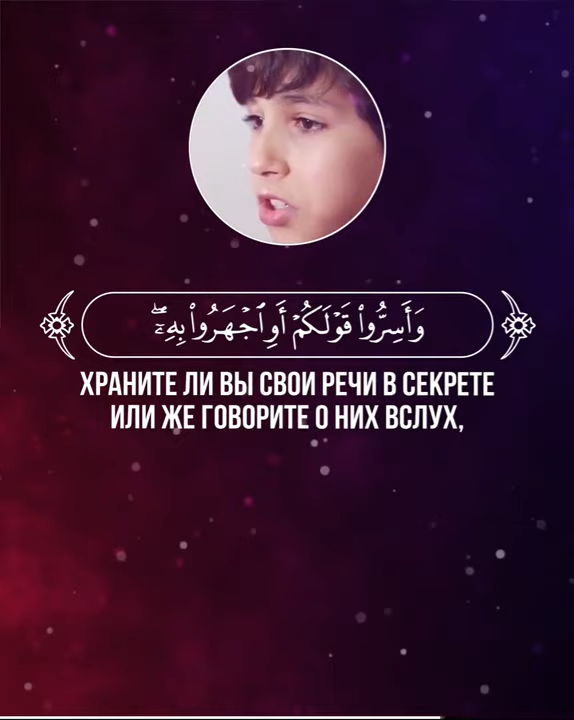 وَأَسِرُّوا۟ قَوْلَكُمْ أَوِ ٱجْهَرُوا۟ بِهِۦٓ ۖ
ХРАНИТЕ ЛИ ВЫ СВОИ РЕЧИ В СЕКРЕТЕ
ИЛИ ЖЕ ГОВОРИТЕ О НИХ ВСЛУХ,